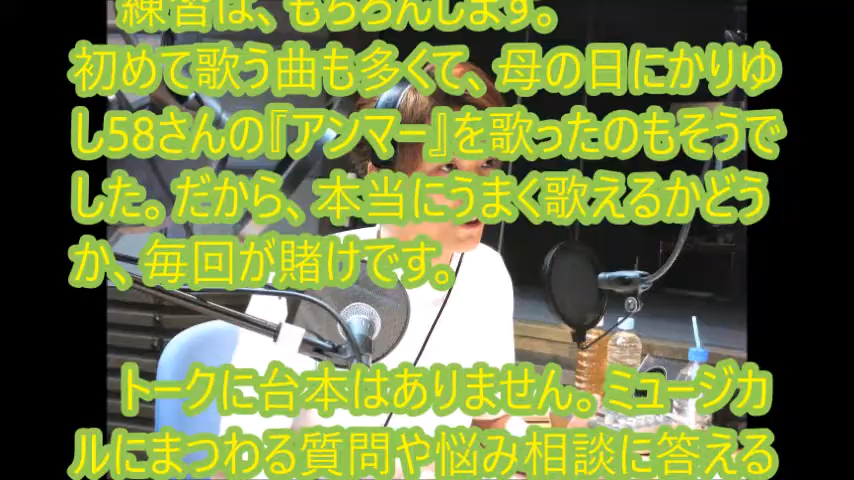 練習は、もちろんします。
初めて歌う曲も多くて、母の日にかりゆ
し58さんの『アンマー』を歌ったのもそうで
した。だから、本当にうまく歌えるかどう
か、毎回が賭けです。
トークに台本はありません。ミュージカ
ルにまつわる質問や悩み相談に答える